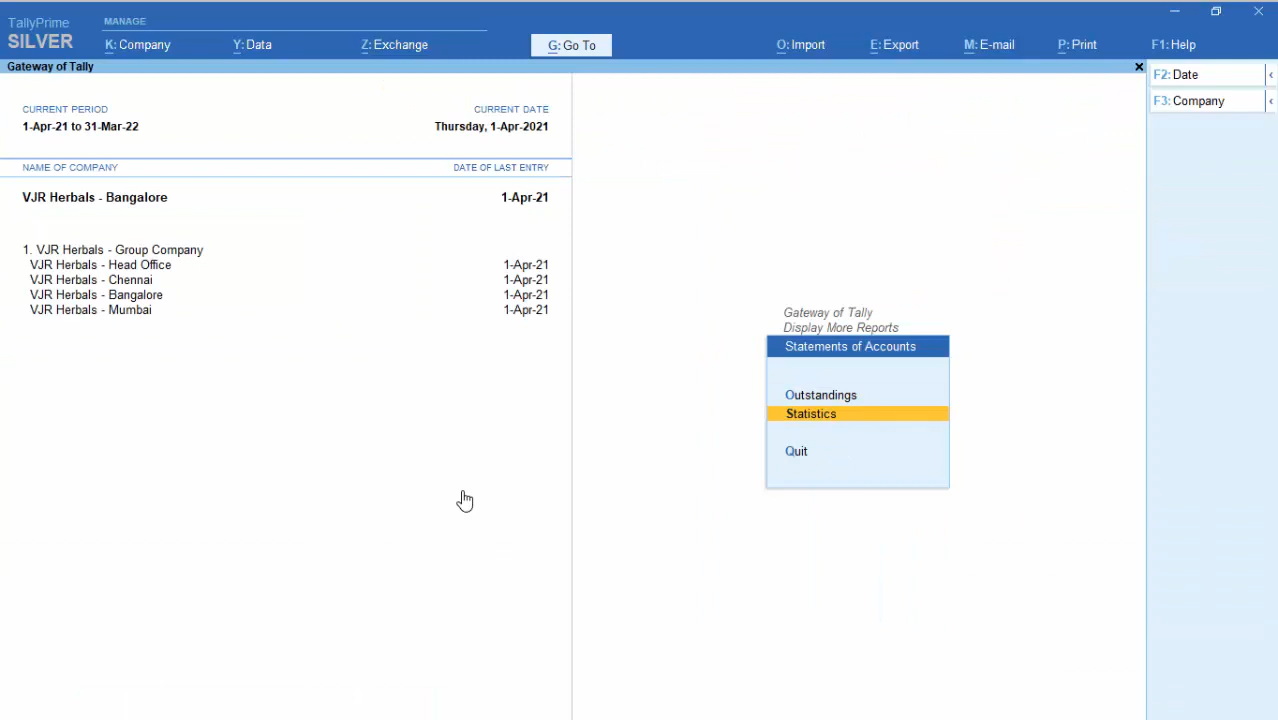 TallyPrime
SILVER
MANAGE
K: Company
Y: Data
Z: Exchange
G: Go To
O: Import
E: Export
M: E-mail
P: Print
F1: Help
Gateway of Tally
F2: Date
F3: Company
CURRENT PERIOD
CURRENT DATE
1-Apr-21 to 31-Mar-22
Thursday, 1-Apr-2021
NAME OF COMPANY
DATE OF LAST ENTRY
VJR Herbals - Bangalore
1-Apr-21
1. VJR Herbals - Group Company
VJR Herbals - Head Office
1-Apr-21
VJR Herbals - Chennai
1-Apr-21
VJR Herbals - Bangalore
1-Apr-21
VJR Herbals - Mumbai
1-Apr-21
Gateway of Tally
Display More Reports
Statements of Accounts
Outstandings
Statistics
Quit